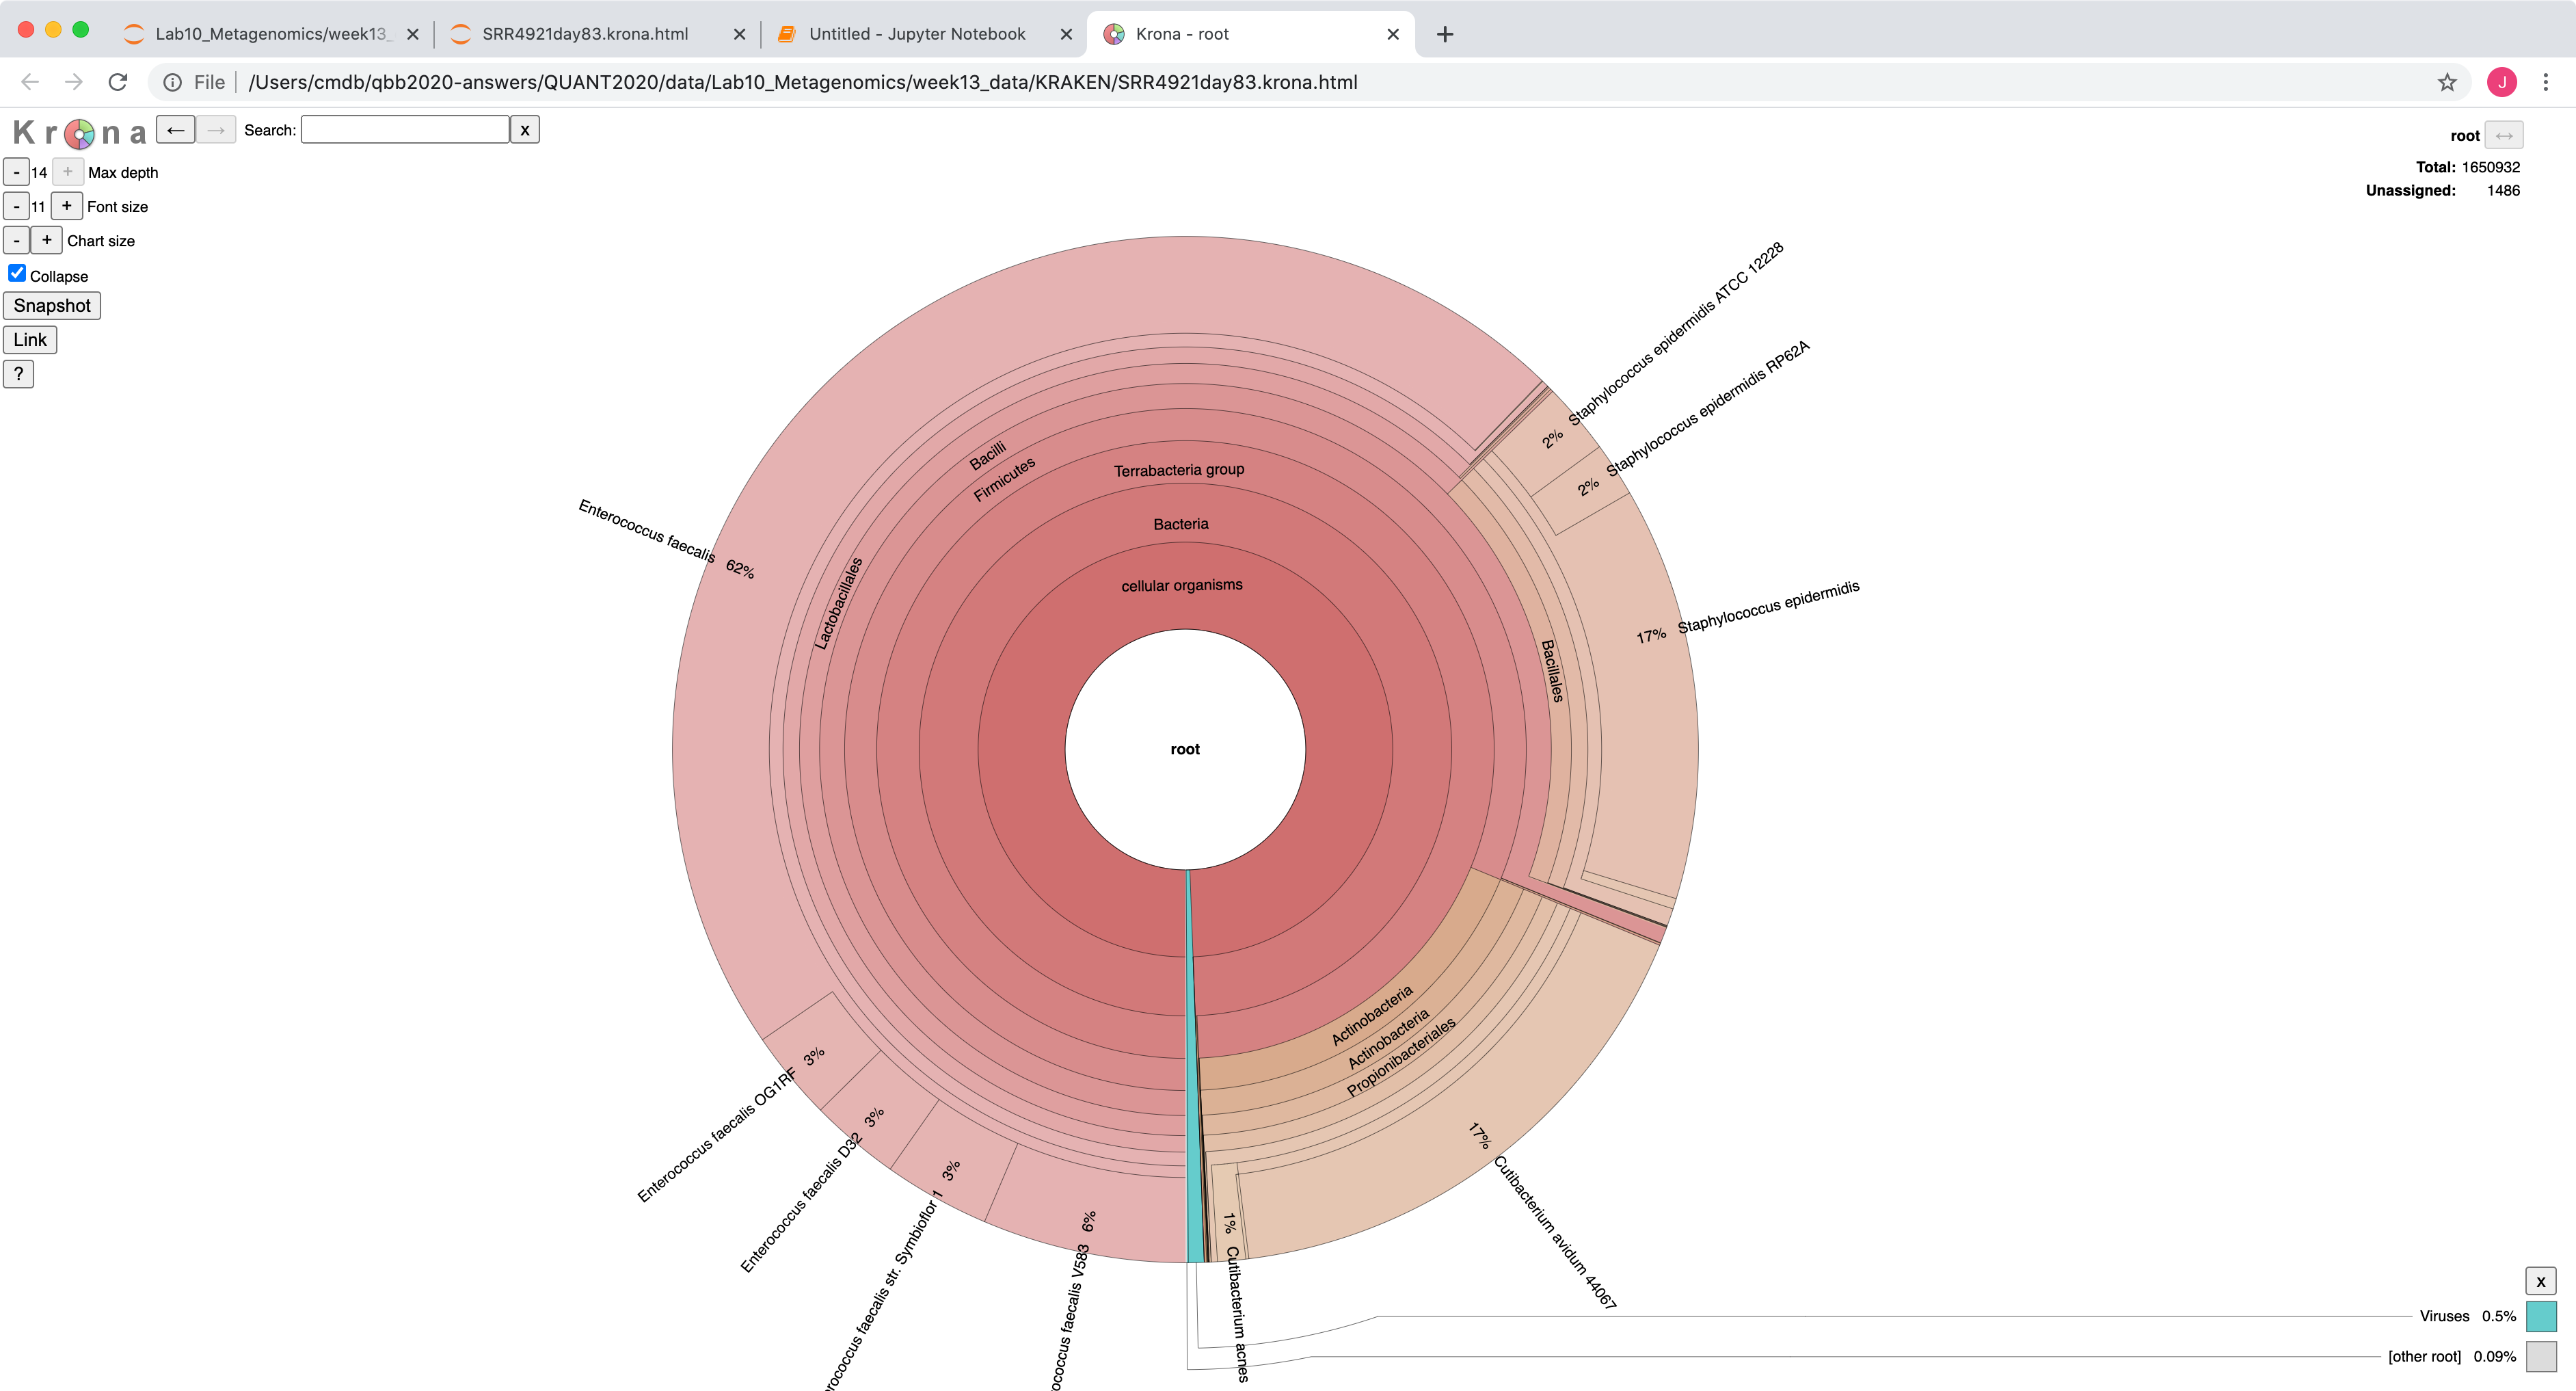 Lab10_Metagenomics/week13_
SRR4921day83.krona.html
Untitled - Jupyter Notebook
Krona - root
File
/Users/cmdb/qbb2020-answers/QUANT2020/data/Lab10_Metagenomics/week13_data/KRAKEN/SRR4921day83.krona.html
J
Krona
← → Search: x
root ↔
- 14 + Max depth
Total: 1650932
Unassigned: 1486
- 11 + Font size
- + Chart size
Collapse
Snapshot
Link
?
Staphylococcus epidermidis ATCC 12228
2%
Staphylococcus epidermidis RP62A
2%
Bacilli
Firmicutes
Terrabacteria group
Bacteria
Enterococcus faecalis 62%
Lactobacillales
cellular organisms
17% Staphylococcus epidermidis
Bacillales
root
Actinobacteria
Actinobacteria
Propionibacteriales
Enterococcus faecalis OG1RF 3%
Enterococcus faecalis D32 3%
rococcus faecalis str. Symbioflor 1 3%
ococcus faecalis V583 6%
1% Cutibacterium acnes
17% Cutibacterium avidum 44067
x
Viruses 0.5%
[other root] 0.09%